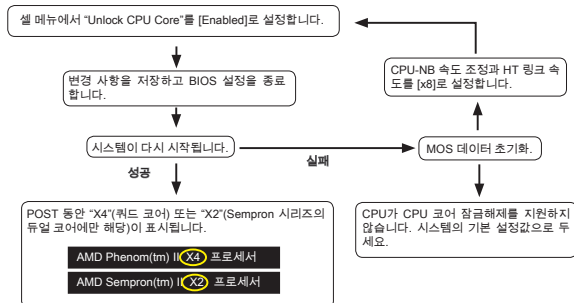 셀 메뉴에서 “Unlock CPU Core”를 [Enabled]로 설정합니다.
변경 사항을 저장하고 BIOS 설정을 종료
합니다.
시스템이 다시 시작됩니다.
성공
실패
POST 동안 “X4”(쿼드 코어) 또는 “X2”(Sempron 시리즈의
듀얼 코어에만 해당)이 표시됩니다.
AMD Phenom(tm) II X4 프로세서
AMD Sempron(tm) II X2 프로세서
CPU-NB 속도 조정과 HT 링크 속
도를 [x8]로 설정합니다.
MOS 데이터 초기화.
CPU가 CPU 코어 잠금해제를 지원하지
않습니다. 시스템의 기본 설정값으로 두
세요.